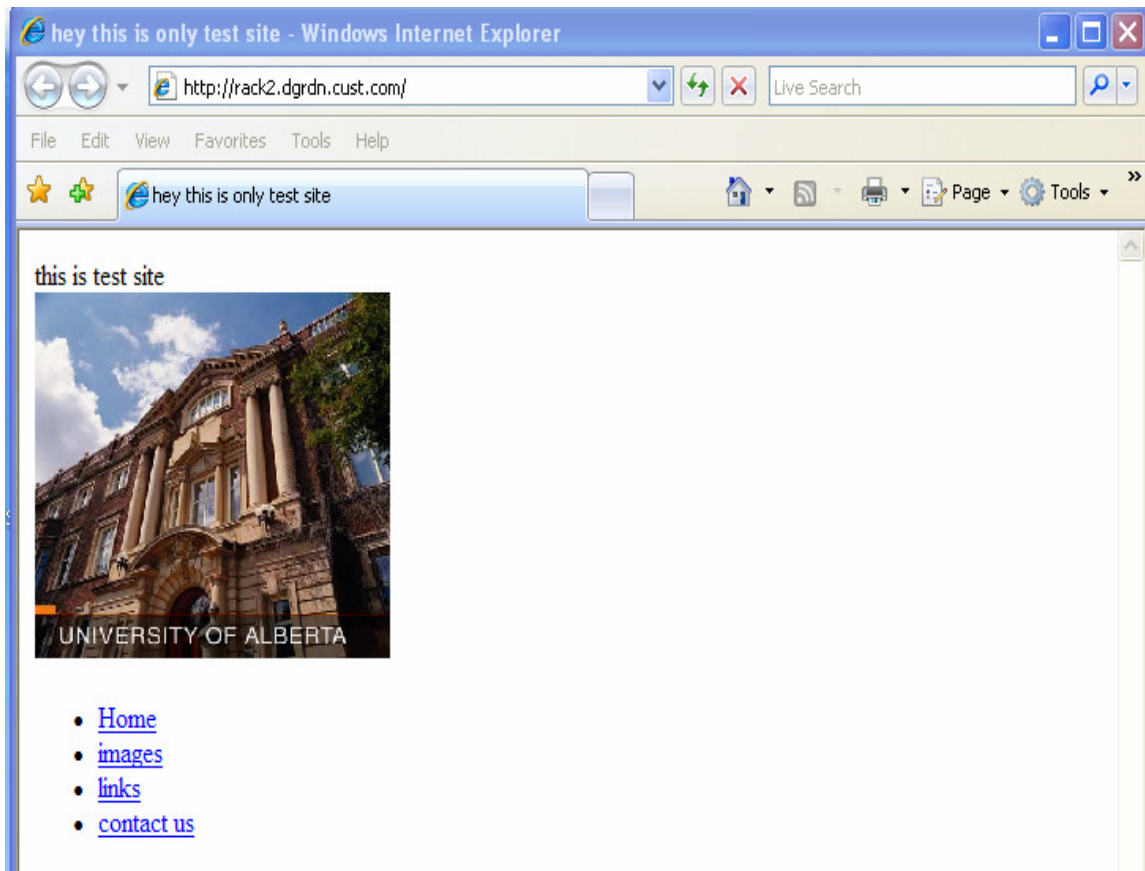 hey this is only test site - Windows Internet Explorer
http://rack2.dgrdn.cust.com/
Live Search
File Edit View Favorites Tools Help
hey this is only test site
Page Tools
this is test site
UNIVERSITY OF ALBERTA
Home
images
links
contact us